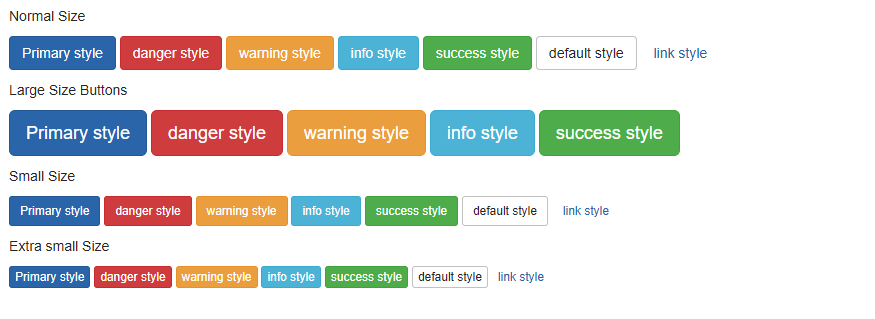 Normal Size
Primary style danger style warning style info style success style default style link style
Large Size Buttons
Primary style danger style warning style info style success style
Small Size
Primary style danger style warning style info style success style default style link style
Extra small Size
Primary style danger style warning style info style success style default style link style